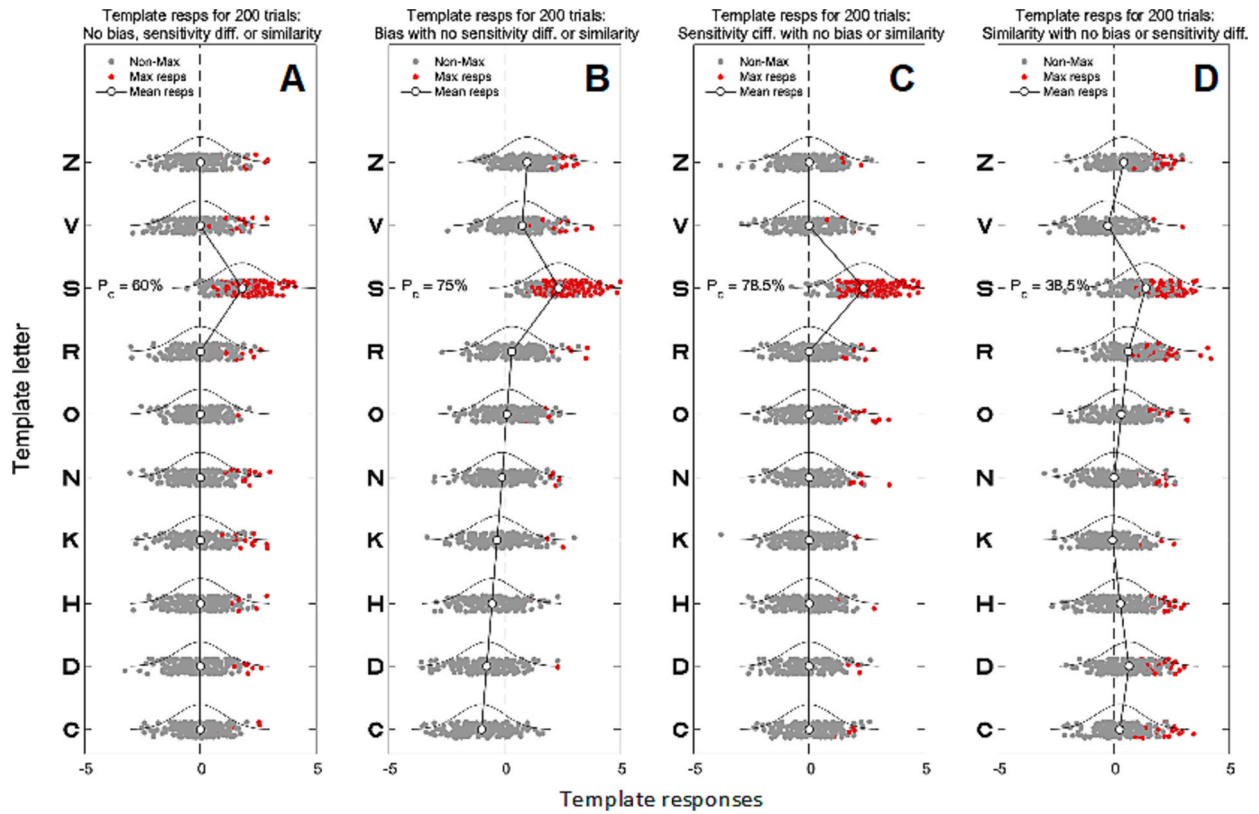 Template resps for 200 trials:
No bias, sensitivity diff. or similarity
Non-Max
Max resps
Mean resps
A
Z
V
S
P_c = 60%
R
O
N
K
H
D
C
-5
0
5
Template resps for 200 trials:
Bias with no sensitivity diff. or similarity
Non-Max
Max resps
Mean resps
B
Z
V
S
P_c = 75%
R
O
N
K
H
D
C
-5
0
5
Template resps for 200 trials:
Sensitivity diff. with no bias or similarity
Non-Max
Max resps
Mean resps
C
Z
V
S
P_c = 78.5%
R
O
N
K
H
D
C
-5
0
5
Template resps for 200 trials:
Similarity with no bias or sensitivity diff.
Non-Max
Max resps
Mean resps
D
Z
V
S
P_c = 38.5%
R
O
N
K
H
D
C
-5
0
5
Template letter
Template responses